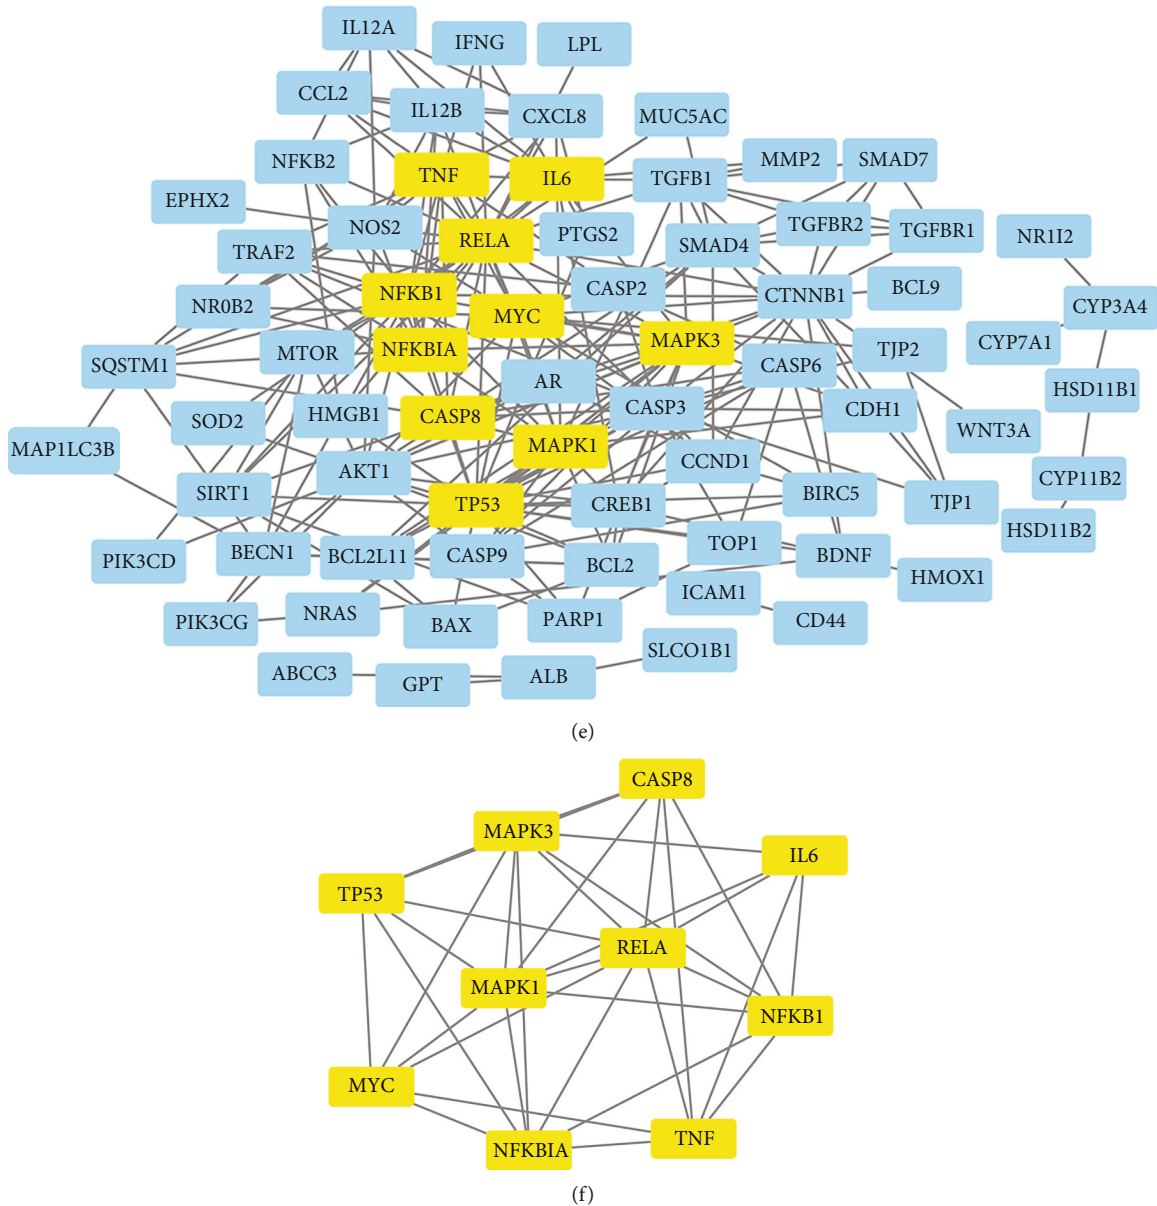 IL12A
IFNG
LPL
CCL2
IL12B
CXCL8
MUC5AC
NFKB2
TNF
IL6
TGFB1
MMP2
SMAD7
EPHX2
NOS2
RELA
PTGS2
SMAD4
TGFBR2
TGFBR1
NR1I2
TRAF2
NFKB1
CASP2
CTNNB1
BCL9
CYP3A4
NR0B2
MYC
SQSTM1
MTOR
NFKBIA
MAPK3
TJP2
CYP7A1
AR
CASP6
HSD11B1
SOD2
HMGB1
CASP8
CASP3
CDH1
WNT3A
MAP1LC3B
MAPK1
CCND1
CYP11B2
SIRT1
AKT1
TP53
CREB1
BIRC5
TJP1
HSD11B2
PIK3CD
BECN1
BCL2L11
CASP9
BCL2
TOP1
BDNF
HMOX1
ICAM1
PIK3CG
NRAS
BAX
PARP1
CD44
SLCO1B1
ABCC3
GPT
ALB
(e)
CASP8
MAPK3
IL6
TP53
RELA
MAPK1
NFKB1
MYC
TNF
NFKBIA
(f)